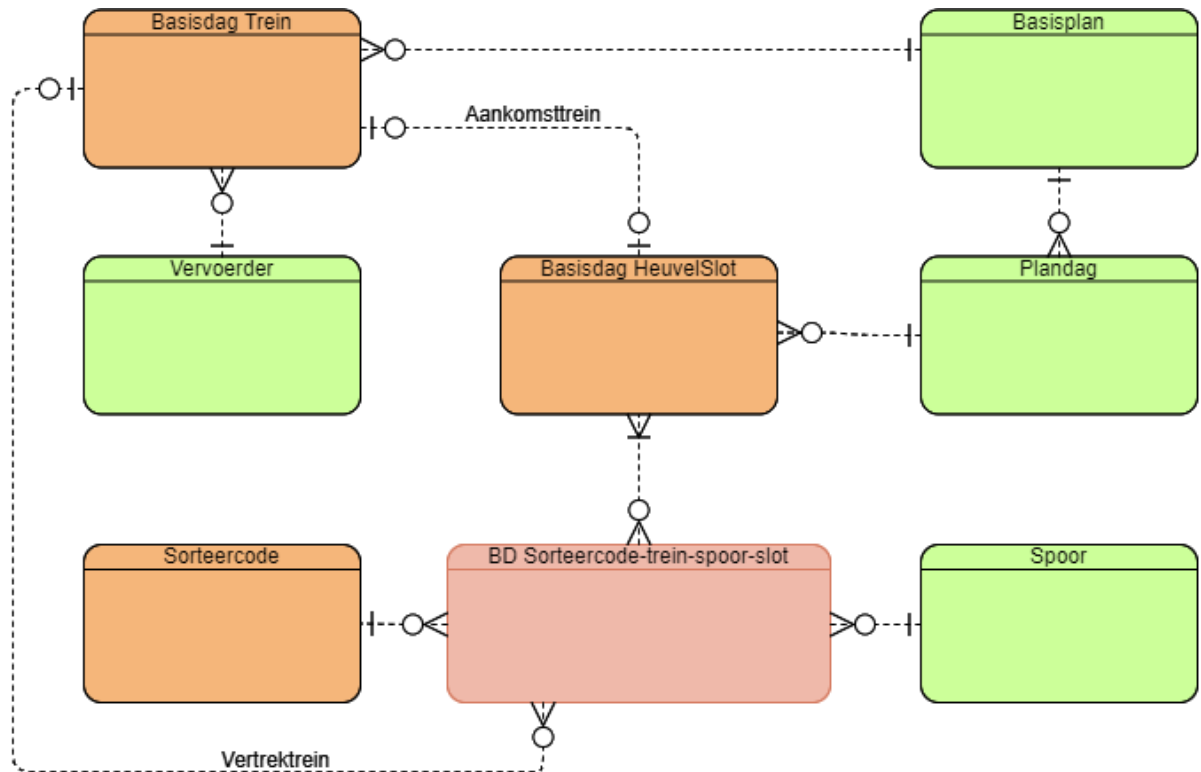 Basisdag Trein
Basisplan
Aankomsttrein
Vervoerder
Basisdag HeuvelSlot
Plandag
Sorteercode
BD Sorteercode-trein-spoor-slot
Spoor
Vertrektrein